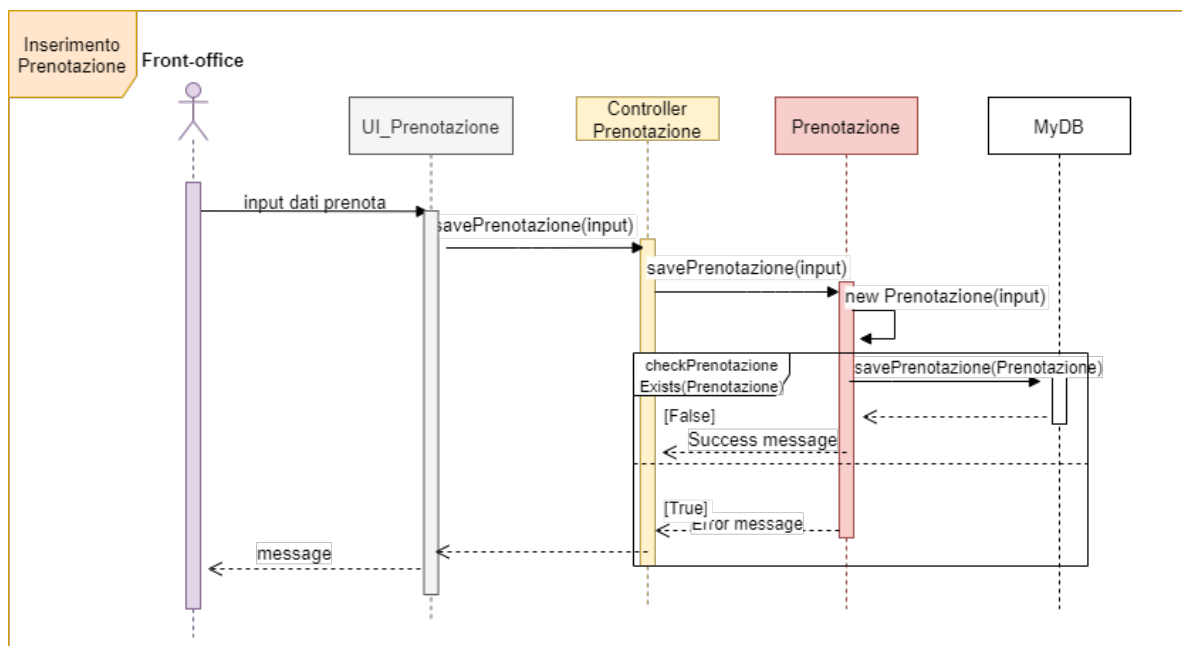 Inserimento
Prenotazione
Front-office
UI_Prenotazione
Controller
Prenotazione
Prenotazione
MyDB
input dati prenota
savePrenotazione(input)
savePrenotazione(input)
new Prenotazione(input)
checkPrenotazione
Exists(Prenotazione)
savePrenotazione(Prenotazione)
[False]
Success message
[True]
Error message
message